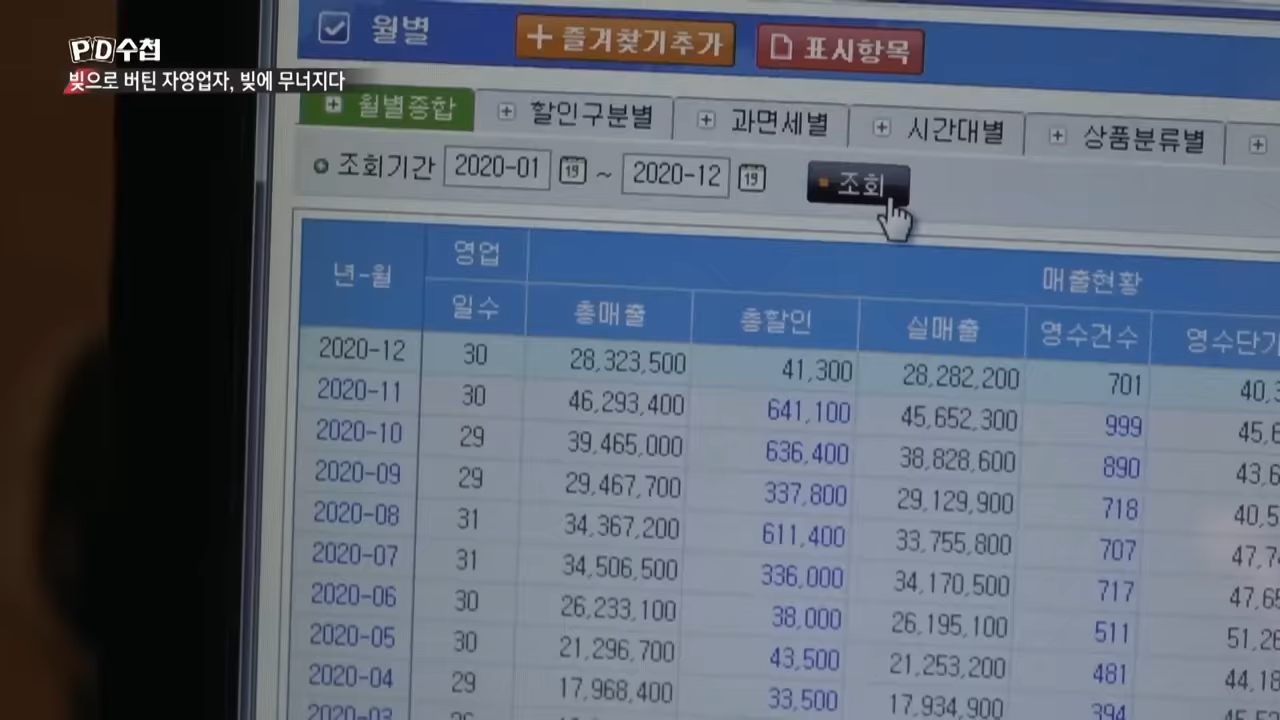 PD수첩
빚으로 버틴 자영업자, 빚에 무너지다
월별 + 즐겨찾기추가 표시항목
월별종합 할인구분별 과면세별 시간대별 상품분류별
조회기간 2020-01 ~ 2020-12 조회
년-월 영업 일수 매출현황
총매출 총할인 실매출 영수건수 영수단가
2020-12 30 28,323,500 41,300 28,282,200 701
2020-11 30 46,293,400 641,100 45,652,300 999
2020-10 29 39,465,000 636,400 38,828,600 890
2020-09 29 29,467,700 337,800 29,129,900 718
2020-08 31 34,367,200 611,400 33,755,800 707
2020-07 31 34,506,500 336,000 34,170,500 717
2020-06 30 26,233,100 38,000 26,195,100 511
2020-05 30 21,296,700 43,500 21,253,200 481
2020-04 29 17,968,400 33,500 17,934,900 394
2020-03